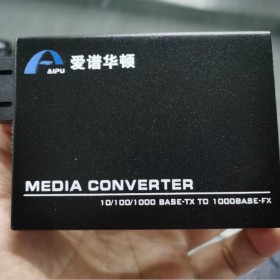 AIPU 爱谱华顿
MEDIA CONVERTER
10/100/1000 BASE-TX TO 1000BASE-FX